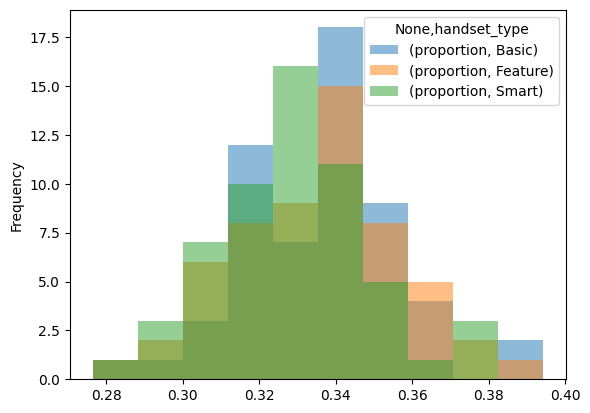 None,handset_type
(proportion, Basic)
(proportion, Feature)
(proportion, Smart)
Frequency
17.5
15.0
12.5
10.0
7.5
5.0
2.5
0.0
0.28 0.30 0.32 0.34 0.36 0.38 0.40